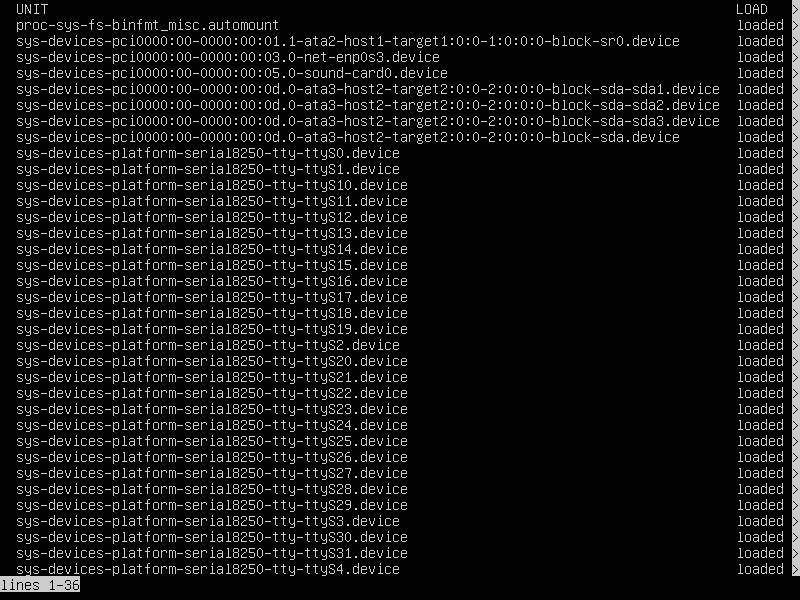 UNIT LOAD >
proc-sys-fs-binfmt_misc.automount loaded >
sys-devices-pci0000:00-0000:00:01.1-ata2-host1-target1:0:0-1:0:0:0-block-sr0.device loaded >
sys-devices-pci0000:00-0000:00:03.0-net-enp0s3.device loaded >
sys-devices-pci0000:00-0000:00:05.0-sound-card0.device loaded >
sys-devices-pci0000:00-0000:00:0d.0-ata3-host2-target2:0:0-2:0:0:0-block-sda-sda1.device loaded >
sys-devices-pci0000:00-0000:00:0d.0-ata3-host2-target2:0:0-2:0:0:0-block-sda-sda2.device loaded >
sys-devices-pci0000:00-0000:00:0d.0-ata3-host2-target2:0:0-2:0:0:0-block-sda-sda3.device loaded >
sys-devices-pci0000:00-0000:00:0d.0-ata3-host2-target2:0:0-2:0:0:0-block-sda.device loaded >
sys-devices-platform-serial8250-tty-ttyS0.device loaded >
sys-devices-platform-serial8250-tty-ttyS1.device loaded >
sys-devices-platform-serial8250-tty-ttyS10.device loaded >
sys-devices-platform-serial8250-tty-ttyS11.device loaded >
sys-devices-platform-serial8250-tty-ttyS12.device loaded >
sys-devices-platform-serial8250-tty-ttyS13.device loaded >
sys-devices-platform-serial8250-tty-ttyS14.device loaded >
sys-devices-platform-serial8250-tty-ttyS15.device loaded >
sys-devices-platform-serial8250-tty-ttyS16.device loaded >
sys-devices-platform-serial8250-tty-ttyS17.device loaded >
sys-devices-platform-serial8250-tty-ttyS18.device loaded >
sys-devices-platform-serial8250-tty-ttyS19.device loaded >
sys-devices-platform-serial8250-tty-ttyS2.device loaded >
sys-devices-platform-serial8250-tty-ttyS20.device loaded >
sys-devices-platform-serial8250-tty-ttyS21.device loaded >
sys-devices-platform-serial8250-tty-ttyS22.device loaded >
sys-devices-platform-serial8250-tty-ttyS23.device loaded >
sys-devices-platform-serial8250-tty-ttyS24.device loaded >
sys-devices-platform-serial8250-tty-ttyS25.device loaded >
sys-devices-platform-serial8250-tty-ttyS26.device loaded >
sys-devices-platform-serial8250-tty-ttyS27.device loaded >
sys-devices-platform-serial8250-tty-ttyS28.device loaded >
sys-devices-platform-serial8250-tty-ttyS29.device loaded >
sys-devices-platform-serial8250-tty-ttyS3.device loaded >
sys-devices-platform-serial8250-tty-ttyS30.device loaded >
sys-devices-platform-serial8250-tty-ttyS31.device loaded >
sys-devices-platform-serial8250-tty-ttyS4.device loaded >
lines 1-36